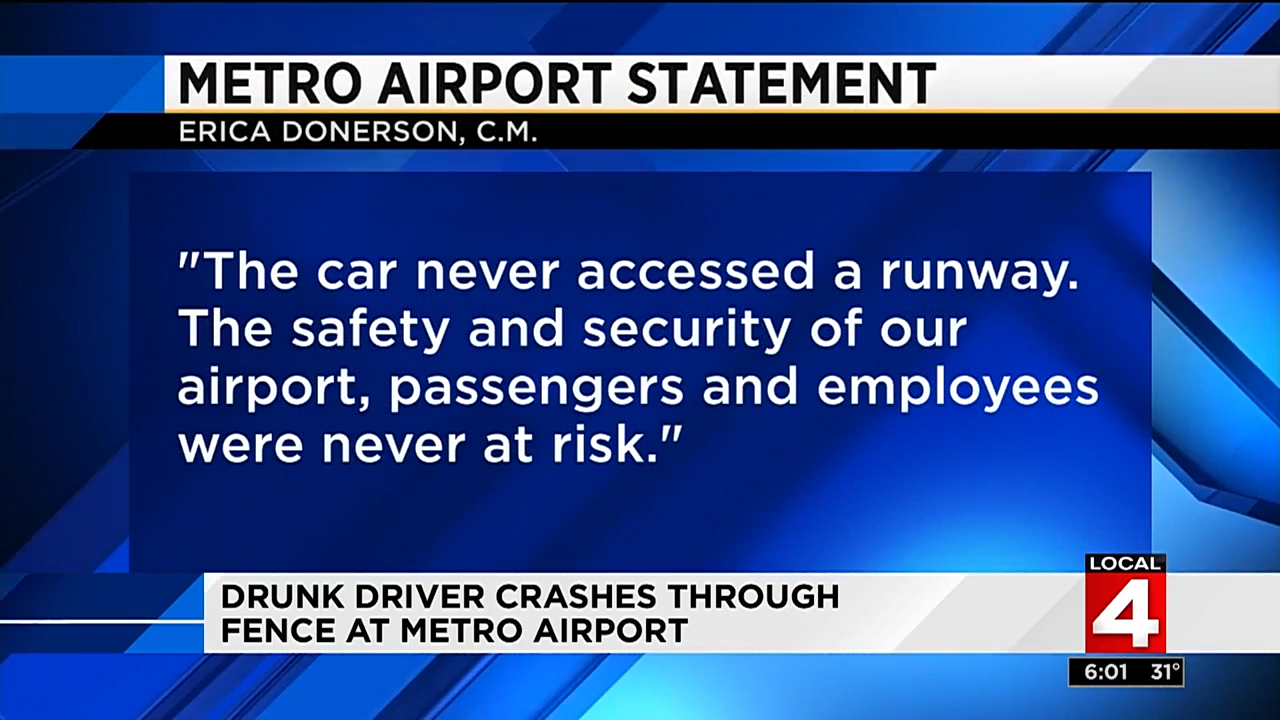 METRO AIRPORT STATEMENT
ERICA DONERSON, C.M.
"The car never accessed a runway.
The safety and security of our
airport, passengers and employees
were never at risk."
DRUNK DRIVER CRASHES THROUGH
FENCE AT METRO AIRPORT
LOCAL
4
6:01 31°